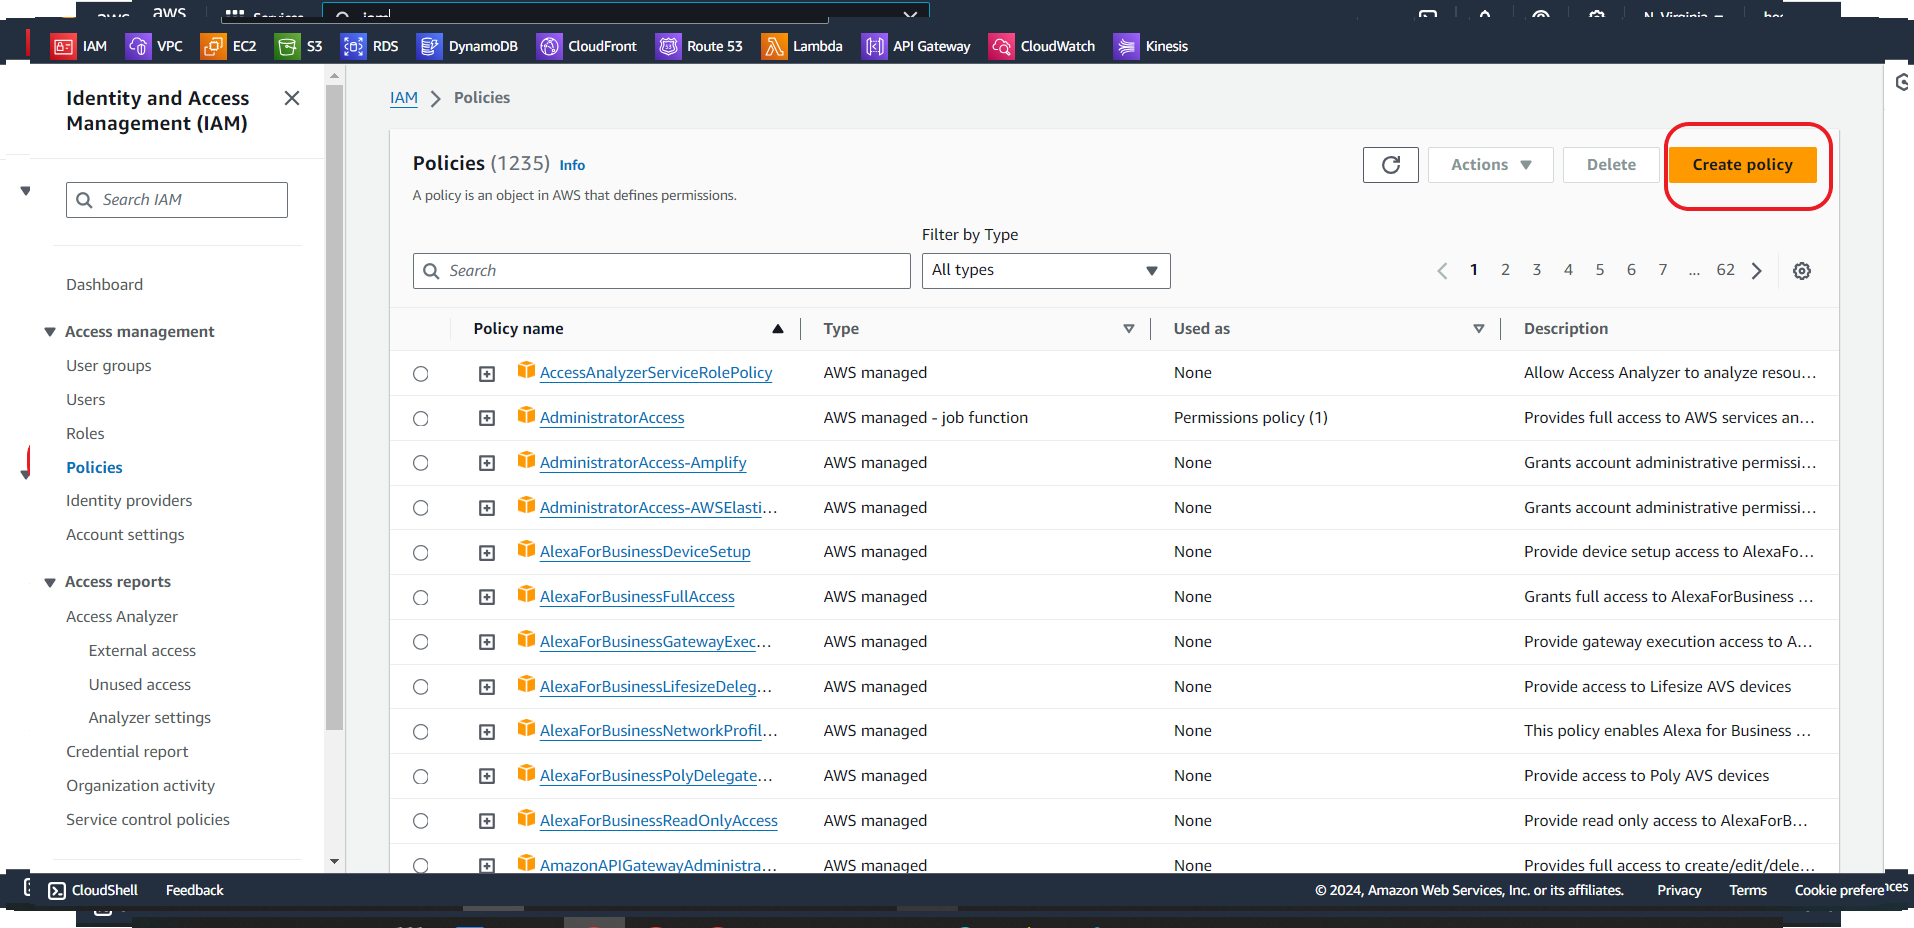 aws aws Services iam N. Virginia
IAM VPC EC2 S3 RDS DynamoDB CloudFront Route 53 Lambda API Gateway CloudWatch Kinesis
Identity and Access
Management (IAM)
Search IAM
Dashboard
Access management
User groups
Users
Roles
Policies
Identity providers
Account settings
Access reports
Access Analyzer
External access
Unused access
Analyzer settings
Credential report
Organization activity
Service control policies
IAM Policies
Policies (1235) Info
A policy is an object in AWS that defines permissions.
Actions Delete Create policy
Filter by Type
Search All types 1 2 3 4 5 6 7 ... 62
Policy name Type Used as Description
AccessAnalyzerServiceRolePolicy AWS managed None Allow Access Analyzer to analyze resou...
AdministratorAccess AWS managed - job function Permissions policy (1) Provides full access to AWS services an...
AdministratorAccess-Amplify AWS managed None Grants account administrative permissi...
AdministratorAccess-AWSElasti... AWS managed None Grants account administrative permissi...
AlexaForBusinessDeviceSetup AWS managed None Provide device setup access to AlexaFo...
AlexaForBusinessFullAccess AWS managed None Grants full access to AlexaForBusiness ...
AlexaForBusinessGatewayExec... AWS managed None Provide gateway execution access to A...
AlexaForBusinessLifesizeDeleg... AWS managed None Provide access to Lifesize AVS devices
AlexaForBusinessNetworkProfil... AWS managed None This policy enables Alexa for Business ...
AlexaForBusinessPolyDelegate... AWS managed None Provide access to Poly AVS devices
AlexaForBusinessReadOnlyAccess AWS managed None Provide read only access to AlexaForB...
AmazonAPIGatewayAdministra... AWS managed None Provides full access to create/edit/dele...
CloudShell Feedback © 2024, Amazon Web Services, Inc. or its affiliates. Privacy Terms Cookie prefere nces